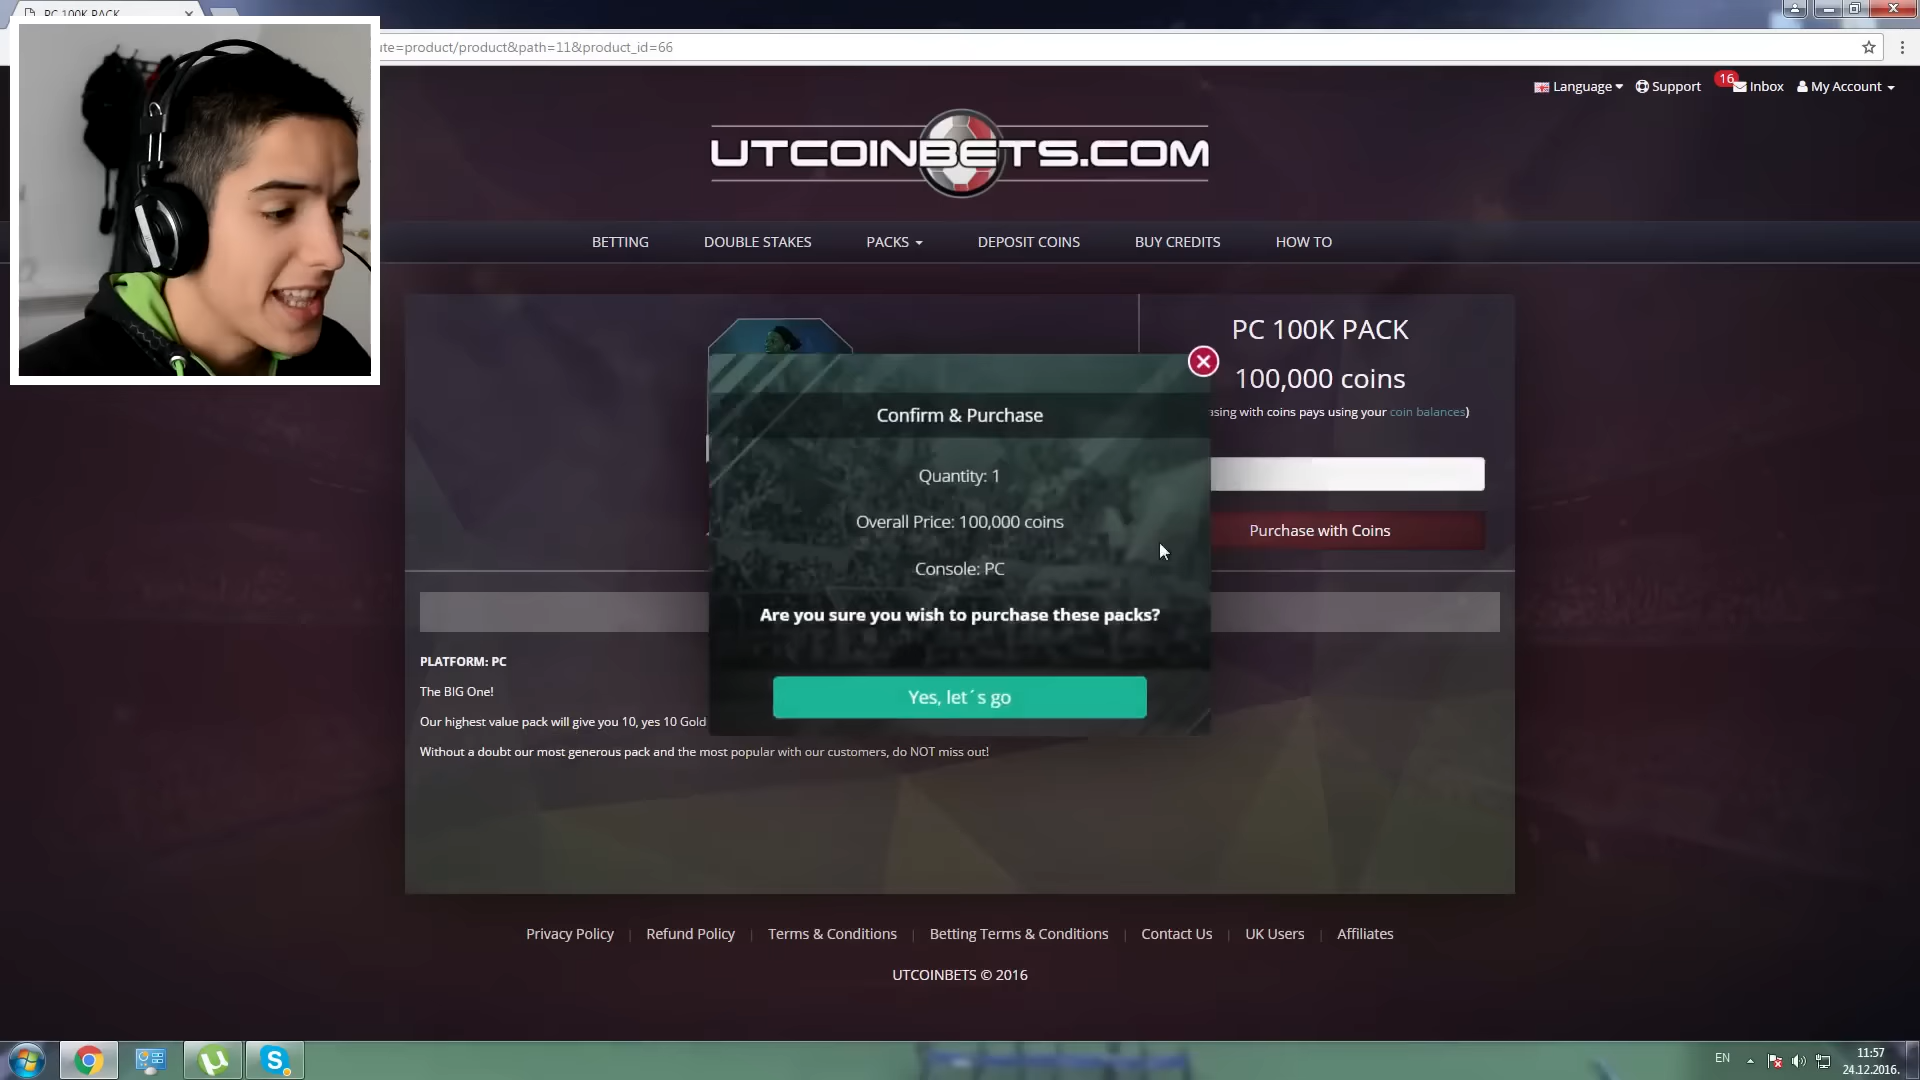 PC 100K PACK
ute=product/product&path=11&product_id=66
Language
Support
16
Inbox
My Account
UTCOINBETS.COM
BETTING
DOUBLE STAKES
PACKS
DEPOSIT COINS
BUY CREDITS
HOW TO
PC 100K PACK
100,000 coins
with coins pays using your coin balances)
Purchase with Coins
Confirm & Purchase
Quantity: 1
Overall Price: 100,000 coins
Console: PC
Are you sure you wish to purchase these packs?
Yes, let´s go
PLATFORM: PC
The BIG One!
Our highest value pack will give you 10, yes 10 Gold
Without a doubt our most generous pack and the most popular with our customers, do NOT miss out!
Privacy Policy | Refund Policy | Terms & Conditions | Betting Terms & Conditions | Contact Us | UK Users | Affiliates
UTCOINBETS © 2016
EN
11:57
24.12.2016.